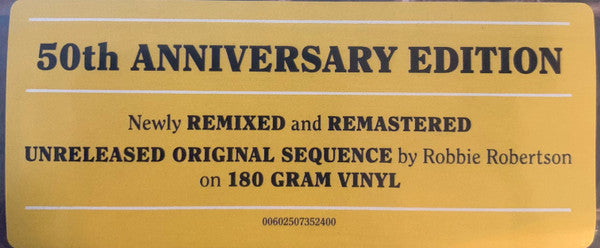 50th ANNIVERSARY EDITION
Newly REMIXED and REMASTERED
UNRELEASED ORIGINAL SEQUENCE by Robbie Robertson
on 180 GRAM VINYL
00602507352400